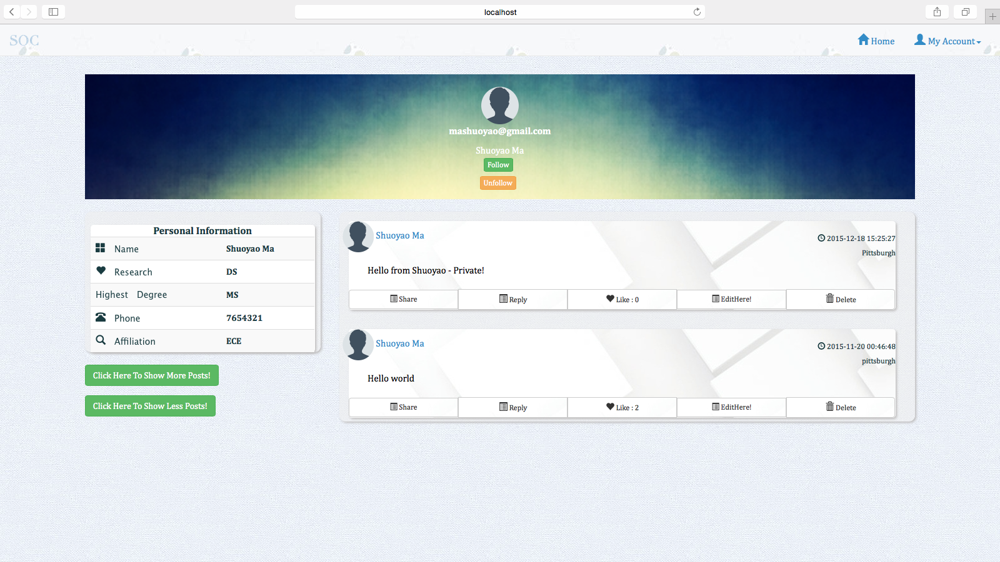 localhost
SOC
Home
My Account
mashuoyao@gmail.com
Shuoyao Ma
Follow
Unfollow
Personal Information
Name Shuoyao Ma
Research DS
Highest Degree MS
Phone 7654321
Affiliation ECE
Click Here To Show More Posts!
Click Here To Show Less Posts!
Shuoyao Ma
2015-12-18 15:25:27
Pittsburgh
Hello from Shuoyao - Private!
Share Reply Like : 0 EditHere! Delete
Shuoyao Ma
2015-11-20 00:46:48
pittsburgh
Hello world
Share Reply Like : 2 EditHere! Delete